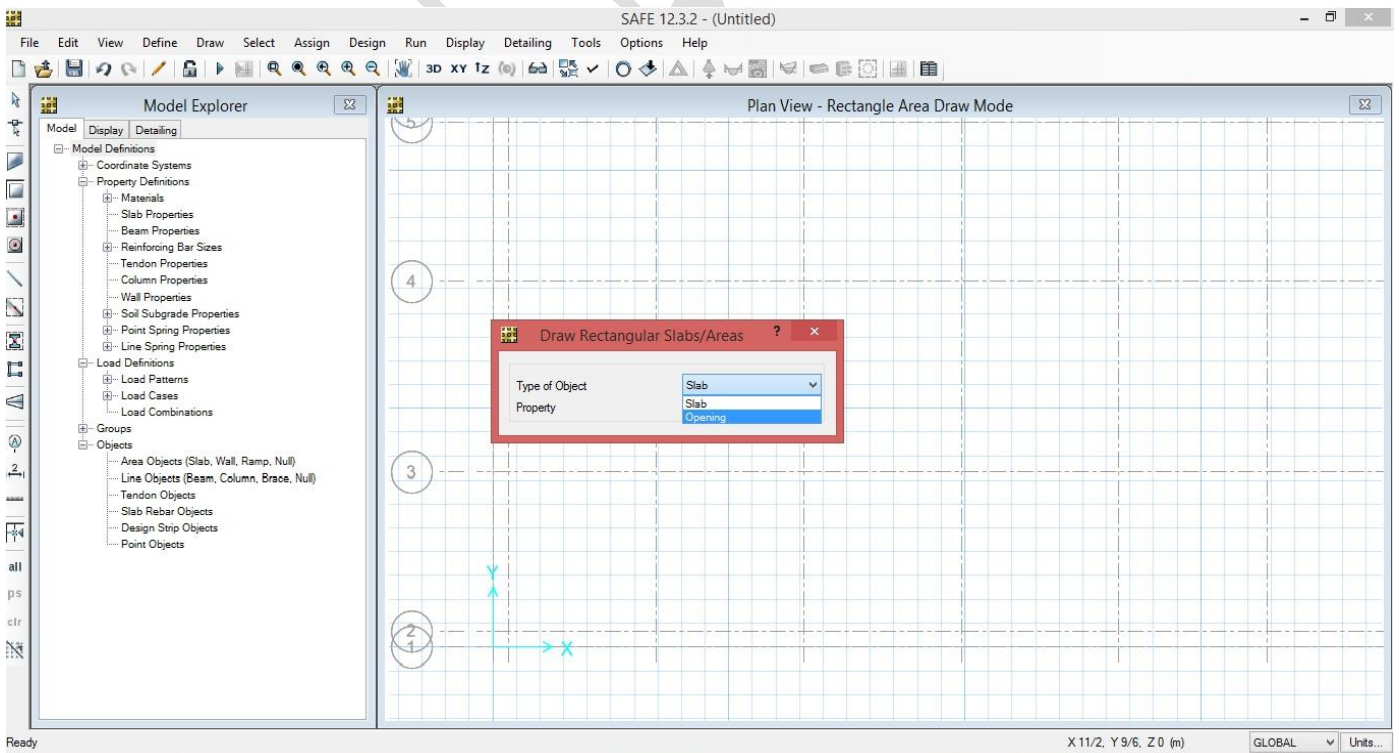 SAFE 12.3.2 - (Untitled)
File Edit View Define Draw Select Assign Design Run Display Detailing Tools Options Help
3D XY
Model Explorer
Model Display Detailing
Model Definitions
Coordinate Systems
Property Definitions
Materials
Slab Properties
Beam Properties
Reinforcing Bar Sizes
Tendon Properties
Column Properties
Wall Properties
Soil Subgrade Properties
Point Spring Properties
Line Spring Properties
Load Definitions
Load Patterns
Load Cases
Load Combinations
Groups
Objects
Area Objects (Slab, Wall, Ramp, Null)
Line Objects (Beam, Column, Brace, Null)
Tendon Objects
Slab Rebar Objects
Design Strip Objects
Point Objects
all
ps
clr
Plan View - Rectangle Area Draw Mode
5
4
3
2
1
Y
X
Draw Rectangular Slabs/Areas ?
Type of Object Slab
Property Slab
Opening
Ready X 11/2, Y 9/6, Z 0 (m) GLOBAL Units...